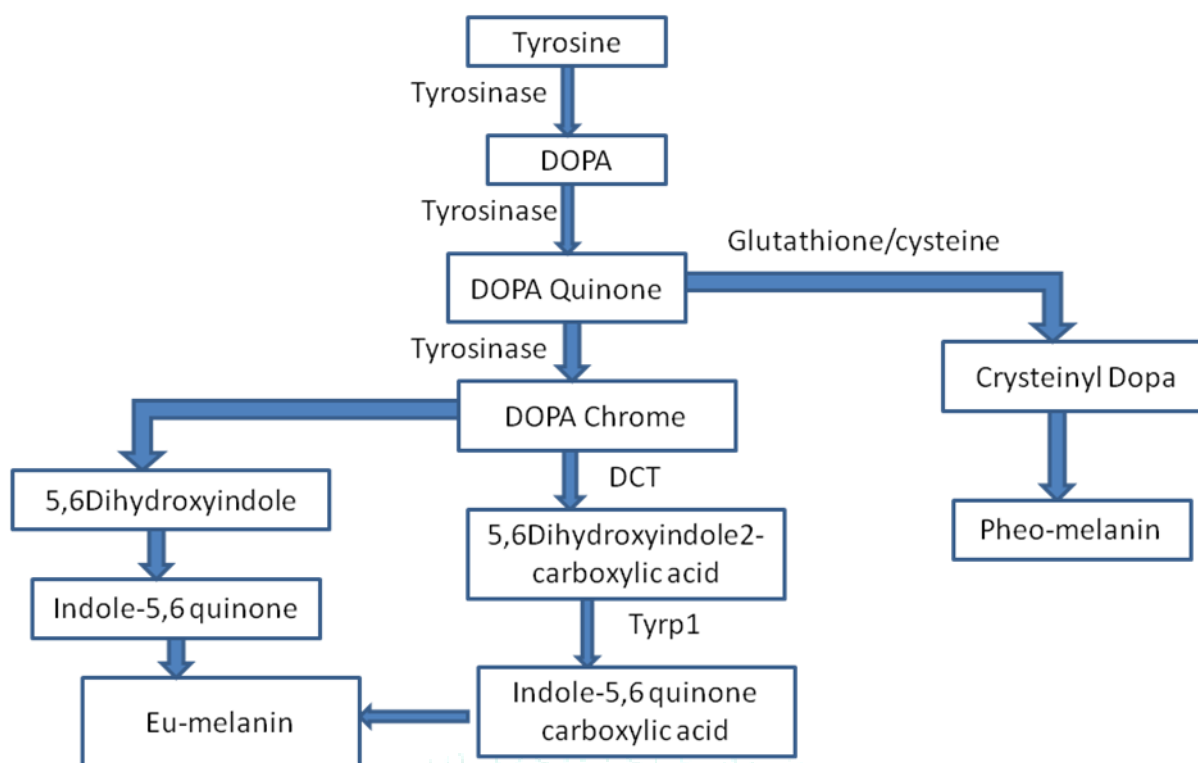 Tyrosine
Tyrosinase
DOPA
Tyrosinase
Glutathione/cysteine
DOPA Quinone
Tyrosinase
Crysteinyl Dopa
DOPA Chrome
DCT
5,6Dihydroxyindole
5,6Dihydroxyindole2-
carboxylic acid
Pheo-melanin
Indole-5,6 quinone
Tyrp1
Indole-5,6 quinone
carboxylic acid
Eu-melanin